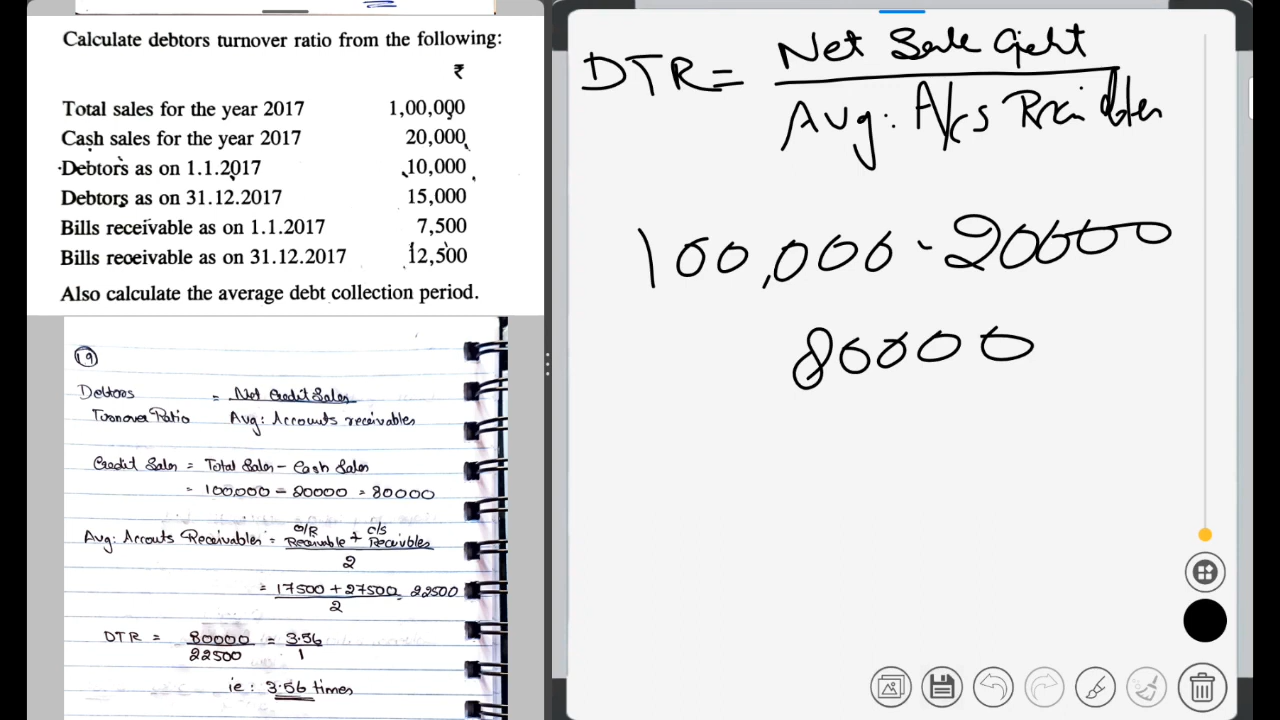 Calculate debtors turnover ratio from the following:
₹
Total sales for the year 2017 1,00,000
Cash sales for the year 2017 20,000
Debtors as on 1.1.2017 10,000
Debtors as on 31.12.2017 15,000
Bills receivable as on 1.1.2017 7,500
Bills receivable as on 31.12.2017 12,500
Also calculate the average debt collection period.
19
Debtors Turnover Ratio = Net Credit Sales
Avg: Accounts receivables
Credit Sales = Total Sales - Cash Sales
= 100,000 - 20000 = 80000
Avg: Accouts Receivables = O/R Receivable + C/S Receivbles
2
= 17500 + 27500 = 22500
2
DTR = 80000 = 3.56
22500 1
ie: 3.56 times
DTR = Net Sale
Avg: A/cs
100,000 - 20000
80000